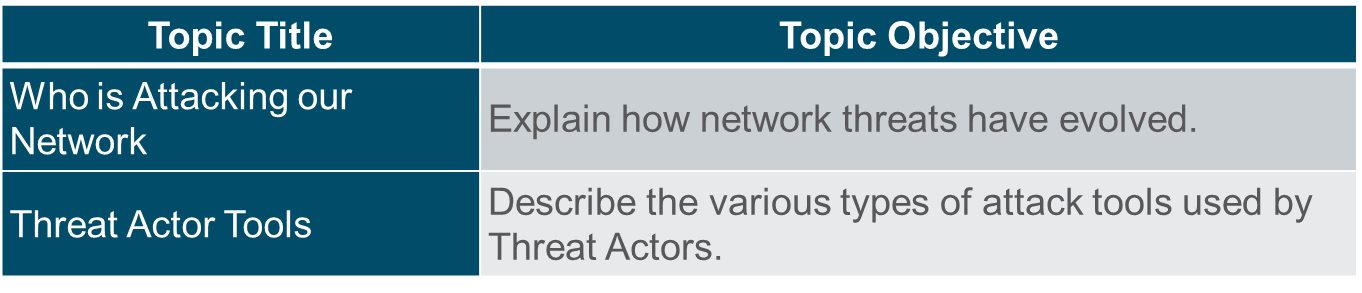 Topic Title
Topic Objective
Who is Attacking our
Network
Explain how network threats have evolved.
Threat Actor Tools
Describe the various types of attack tools used by
Threat Actors.